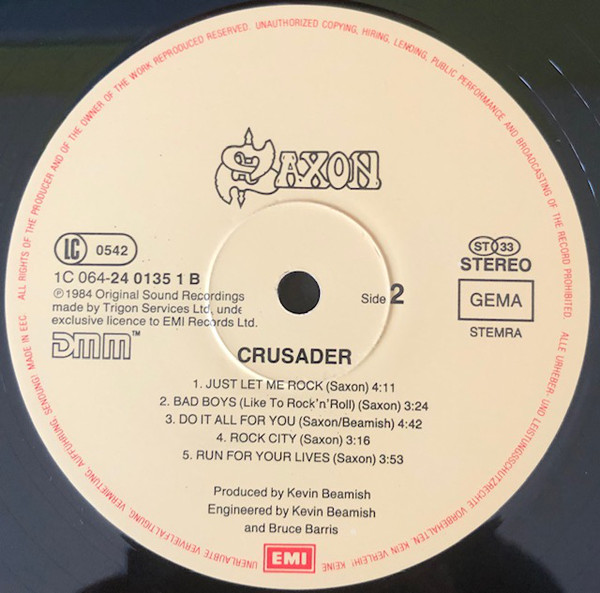 ALL RIGHTS OF THE PRODUCER AND OF THE OWNER OF THE WORK REPRODUCED RESERVED. UNAUTHORIZED COPYING, HIRING, LENDING, PUBLIC PERFORMANCE AND BROADCASTING OF THE RECORD PROHIBITED.
ALLE URHEBER- UND LEISTUNGSSCHUTZRECHTE VORBEHALTEN. KEIN VERLEIH! KEINE
UNERLAUBTE VERVIELFÄLTIGUNG, VERMIETUNG, AUFFÜHRUNG, SENDUNG! MADE IN EEC
SAXON
LC 0542
1C 064-24 0135 1 B
℗ 1984 Original Sound Recordings
made by Trigon Services Ltd, unde
exclusive licence to EMI Records Ltd.
DMM™
Side 2
ST 33
STEREO
GEMA
STEMRA
CRUSADER
1. JUST LET ME ROCK (Saxon) 4:11
2. BAD BOYS (Like To Rock'n'Roll) (Saxon) 3:24
3. DO IT ALL FOR YOU (Saxon/Beamish) 4:42
4. ROCK CITY (Saxon) 3:16
5. RUN FOR YOUR LIVES (Saxon) 3:53
Produced by Kevin Beamish
Engineered by Kevin Beamish
and Bruce Barris
EMI